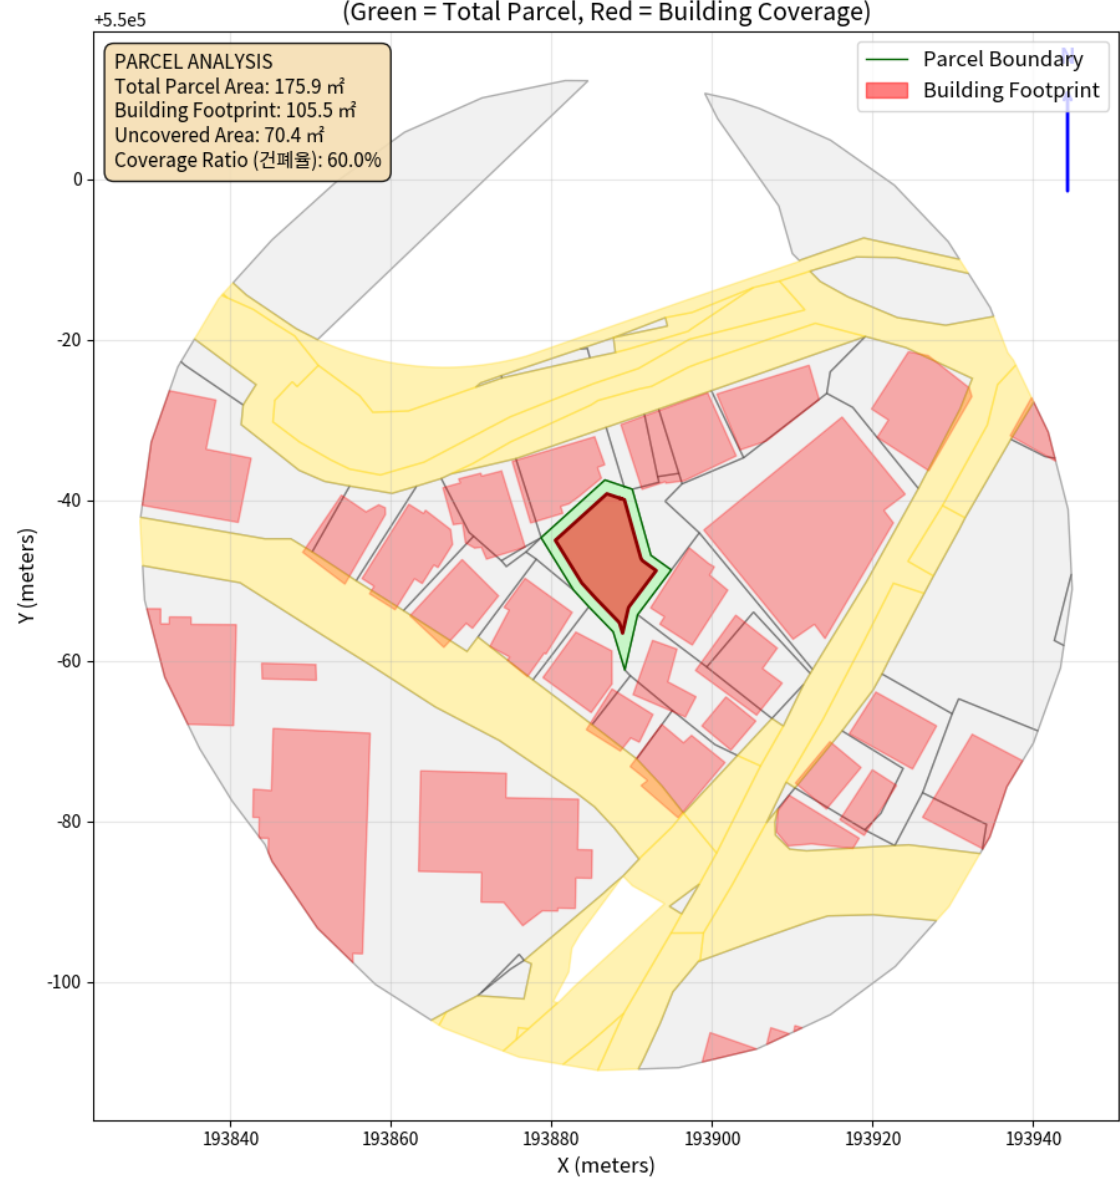 (Green = Total Parcel, Red = Building Coverage)
+5.5e5
PARCEL ANALYSIS
Total Parcel Area: 175.9 ㎡
Building Footprint: 105.5 ㎡
Uncovered Area: 70.4 ㎡
Coverage Ratio (건폐율): 60.0%
N
Parcel Boundary
Building Footprint
0
-20
-40
-60
-80
-100
Y (meters)
193840 193860 193880 193900 193920 193940
X (meters)